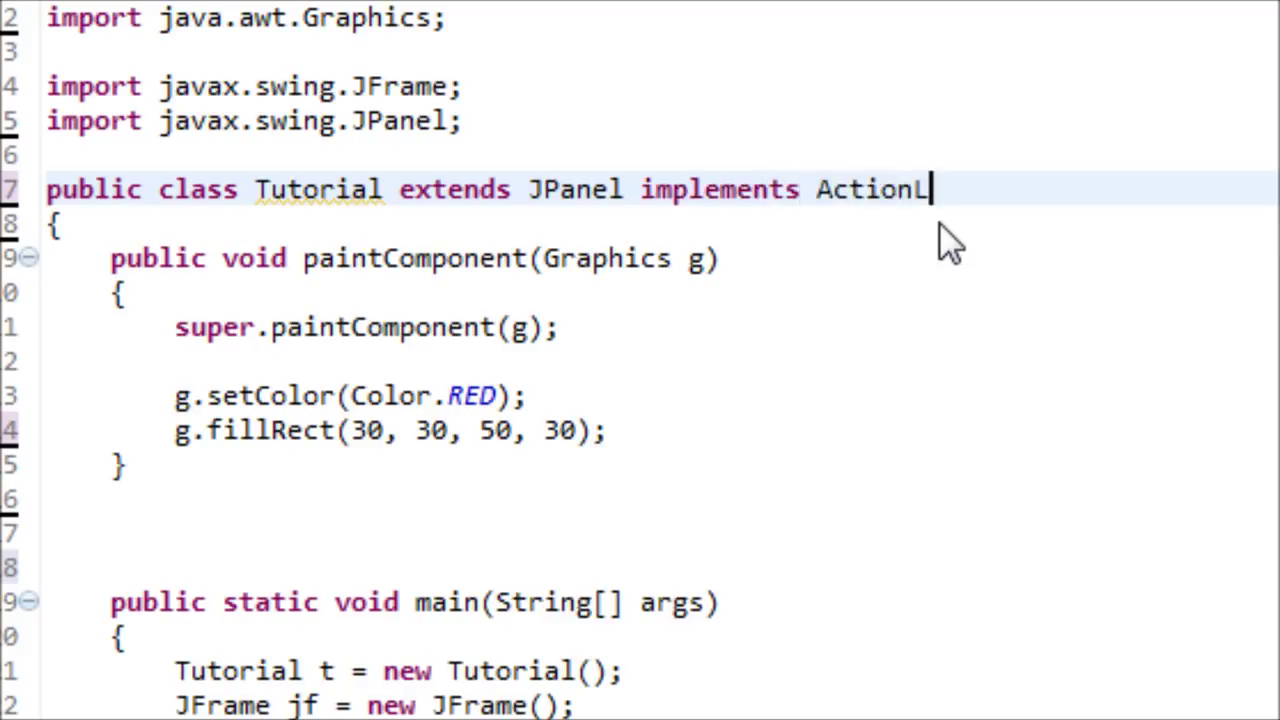 2 import java.awt.Graphics;
3
4 import javax.swing.JFrame;
5 import javax.swing.JPanel;
6
7 public class Tutorial extends JPanel implements ActionL
8 {
9 public void paintComponent(Graphics g)
0 {
1 super.paintComponent(g);
2
3 g.setColor(Color.RED);
4 g.fillRect(30, 30, 50, 30);
5 }
6
7
8
9 public static void main(String[] args)
0 {
1 Tutorial t = new Tutorial();
2 JFrame jf = new JFrame();